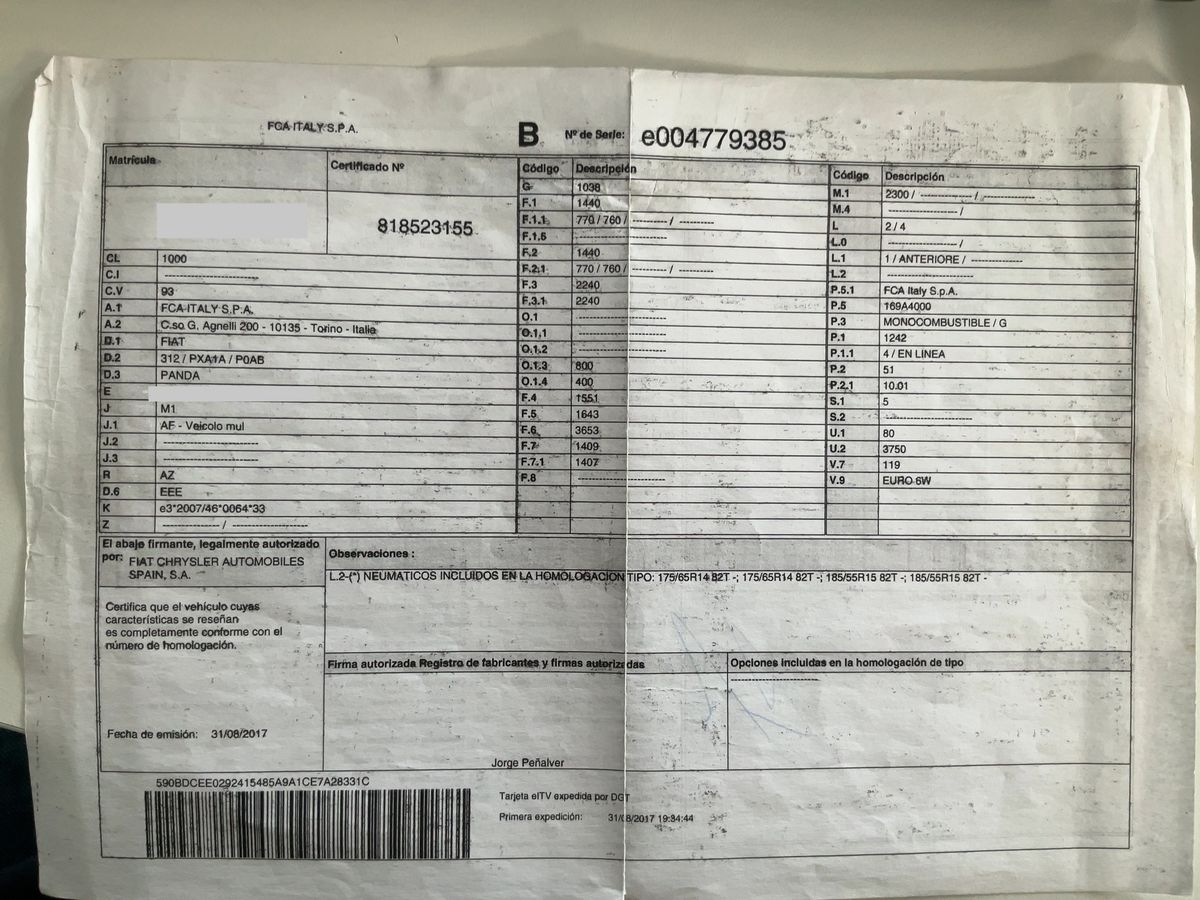 FCA ITALY S.P.A.
B Nº de Serie: e004779385
Matrícula
Certificado Nº
818523155
CL 1000
C.I --------------------
C.V 93
A.1 FCA ITALY S.P.A.
A.2 C.so G. Agnelli 200 - 10135 - Torino - Italia
D.1 FIAT
D.2 312 / PXA1A / P0AB
D.3 PANDA
E
J M1
J.1 AF - Veicolo mul
J.2 --------------------
J.3 --------------------
R AZ
D.6 EEE
K e3*2007/46*0064*33
Z ------------ / ----------------
Código Descripción
G 1038
F.1 1440
F.1.1 770 / 760 / -------- / --------
F.1.5 --------------------
F.2 1440
F.2.1 770 / 760 / -------- / --------
F.3 2240
F.3.1 2240
O.1 --------------------
O.1.1 --------------------
O.1.2 --------------------
O.1.3 800
O.1.4 400
F.4 1551
F.5 1643
F.6 3653
F.7 1409
F.7.1 1407
F.8 --------------------
Código Descripción
M.1 2300 / ------------ / ------------
M.4 ---------------- /
L 2 / 4
L.0 ---------------- /
L.1 1 / ANTERIORE / ------------
L.2 --------------------
P.5.1 FCA Italy S.p.A.
P.5 169A4000
P.3 MONOCOMBUSTIBLE / G
P.1 1242
P.1.1 4 / EN LINEA
P.2 51
P.2.1 10.01
S.1 5
S.2 --------------------
U.1 80
U.2 3750
V.7 119
V.9 EURO 6W
El abajo firmante, legalmente autorizado
por: FIAT CHRYSLER AUTOMOBILES
SPAIN, S.A.
Certifica que el vehículo cuyas
características se reseñan
es completamente conforme con el
número de homologación.
Fecha de emisión: 31/08/2017
Observaciones :
L.2-(*) NEUMATICOS INCLUIDOS EN LA HOMOLOGACION TIPO: 175/65R14 82T -; 175/65R14 82T -; 185/55R15 82T -; 185/55R15 82T -
Firma autorizada Registro de fabricantes y firmas autorizadas
Jorge Peñalver
Opciones incluidas en la homologación de tipo
--------------------
590BDCEE0292415485A9A1CE7A28331C
Tarjeta eITV expedida por DGT
Primera expedición: 31/08/2017 19:34:44